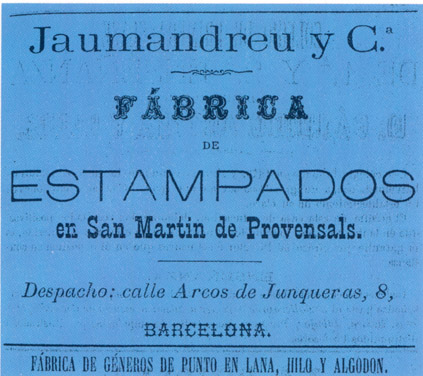 Jaumandreu y C.ª
FÁBRICA
DE
ESTAMPADOS
en San Martin de Provensals.
Despacho: calle Arcos de Junqueras, 8,
BARCELONA.
FÁBRICA DE GÉNEROS DE PUNTO EN LANA, HILO Y ALGODON.